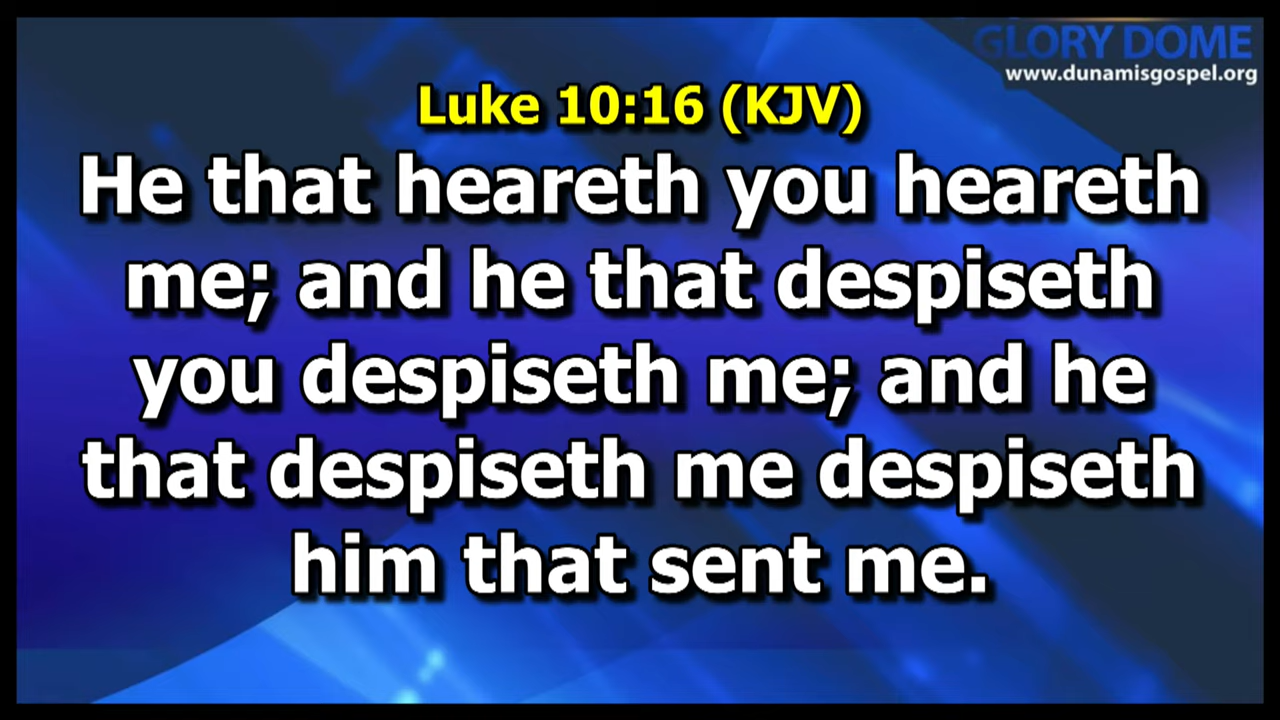 GLORY DOME
www.dunamisgospel.org
Luke 10:16 (KJV)
He that heareth you heareth
me; and he that despiseth
you despiseth me; and he
that despiseth me despiseth
him that sent me.